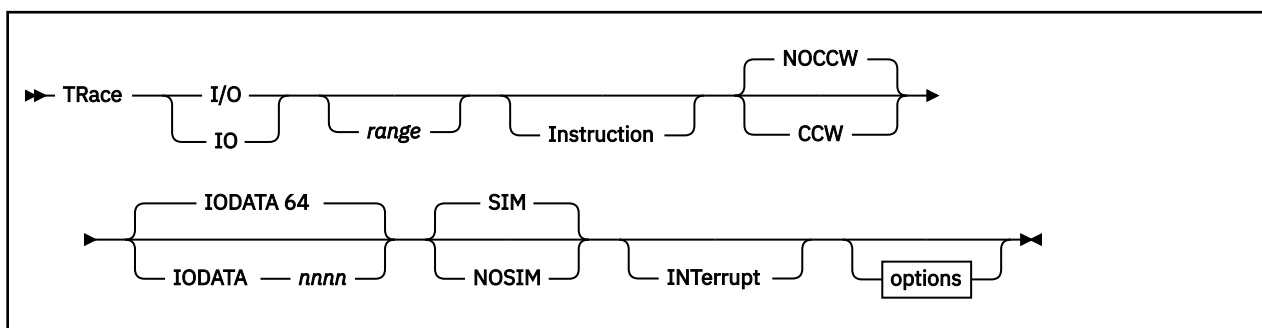 NOCCW
TRace I/O
IO range Instruction CCW
IODATA 64 SIM
IODATA nnnn NOSIM INTerrupt options